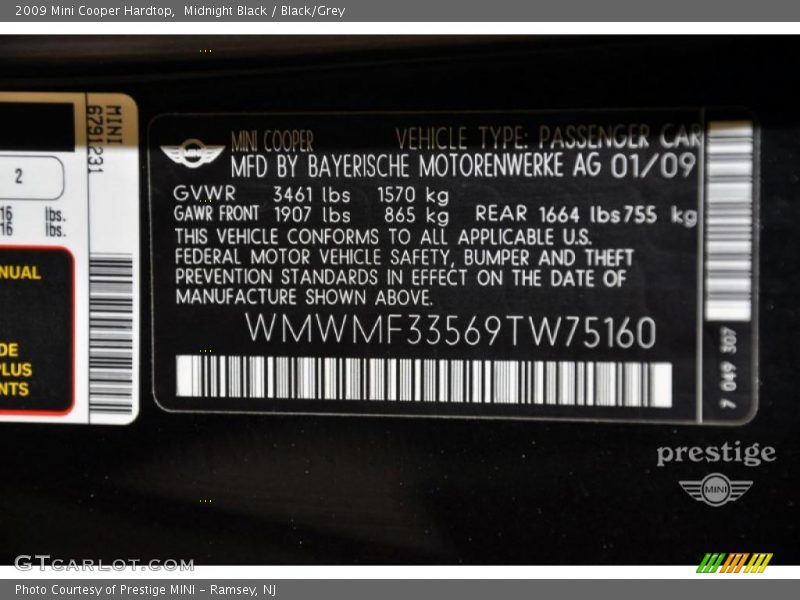 2009 Mini Cooper Hardtop,  Midnight Black / Black/Grey
MINI
6791231
2
16 lbs.
16 lbs.
NUAL
DE
PLUS
NTS
MINI COOPER VEHICLE TYPE: PASSENGER CAR
MFD BY BAYERISCHE MOTORENWERKE AG 01/09
GVWR 3461 lbs 1570 kg
GAWR FRONT 1907 lbs 865 kg REAR 1664 lbs 755 kg
THIS VEHICLE CONFORMS TO ALL APPLICABLE U.S.
FEDERAL MOTOR VEHICLE SAFETY, BUMPER AND THEFT
PREVENTION STANDARDS IN EFFECT ON THE DATE OF
MANUFACTURE SHOWN ABOVE.
WMWMF33569TW75160
7 049 307
prestige
MINI
GTCARLOT.COM
Photo Courtesy of Prestige MINI - Ramsey, NJ